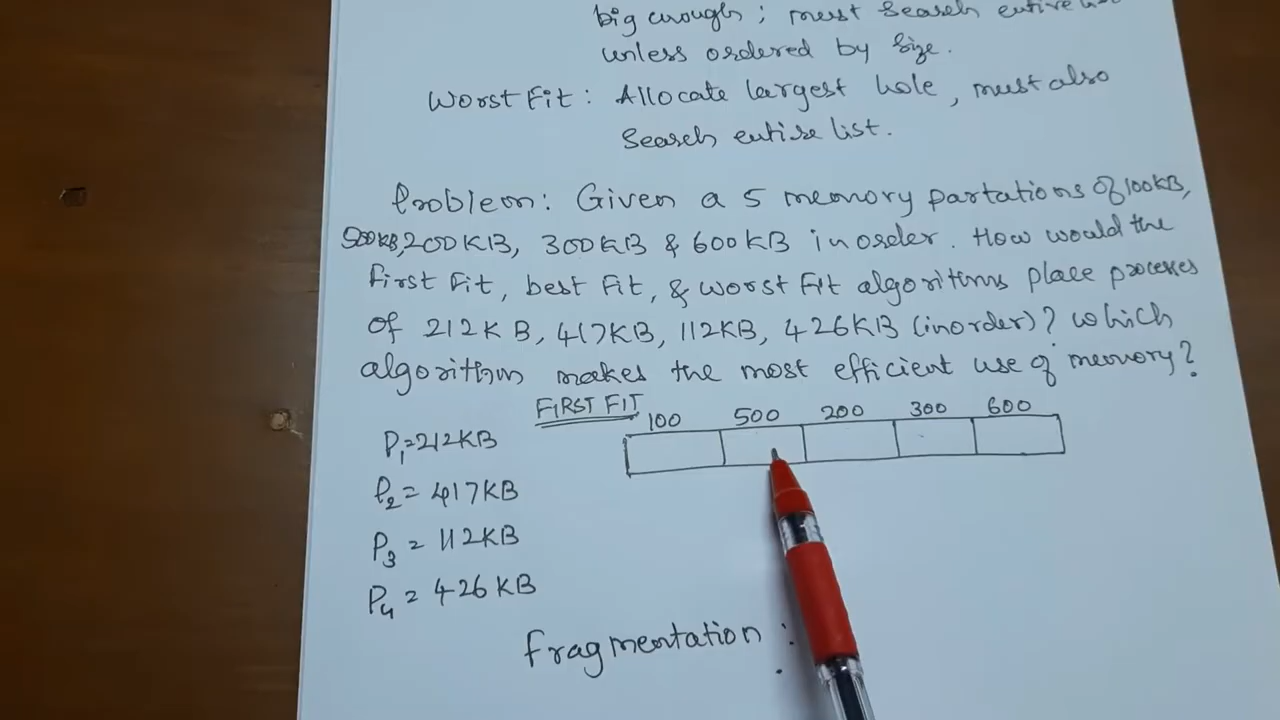 big enough; must search entire
unless ordered by size.
Worst Fit: Allocate largest hole, must also
search entire list.
Problem: Given a 5 memory partations of 100KB,
500KB, 200KB, 300KB & 600KB in order. How would the
First Fit, best Fit, & worst Fit algorithms place processes
of 212KB, 417KB, 112KB, 426KB (inorder)? which
algorithm makes the most efficient use of memory?
FIRST FIT
100 500 200 300 600
P1=212KB
P2= 417KB
P3= 112KB
P4= 426KB
fragmentation :